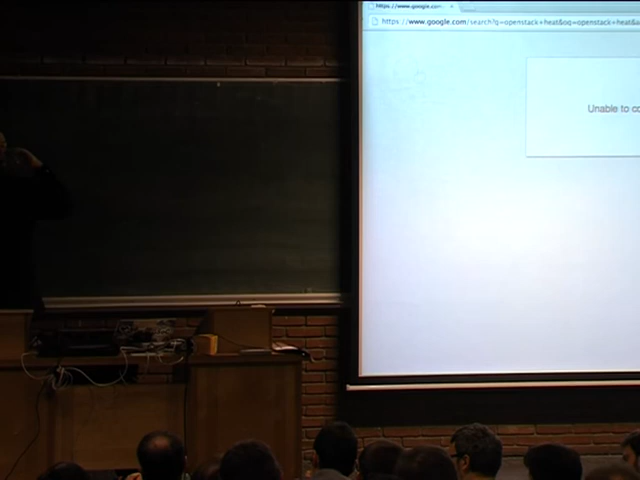 https://www.google.com
https://www.google.com/search?q=openstack+heat&oq=openstack+heat&
Unable to co